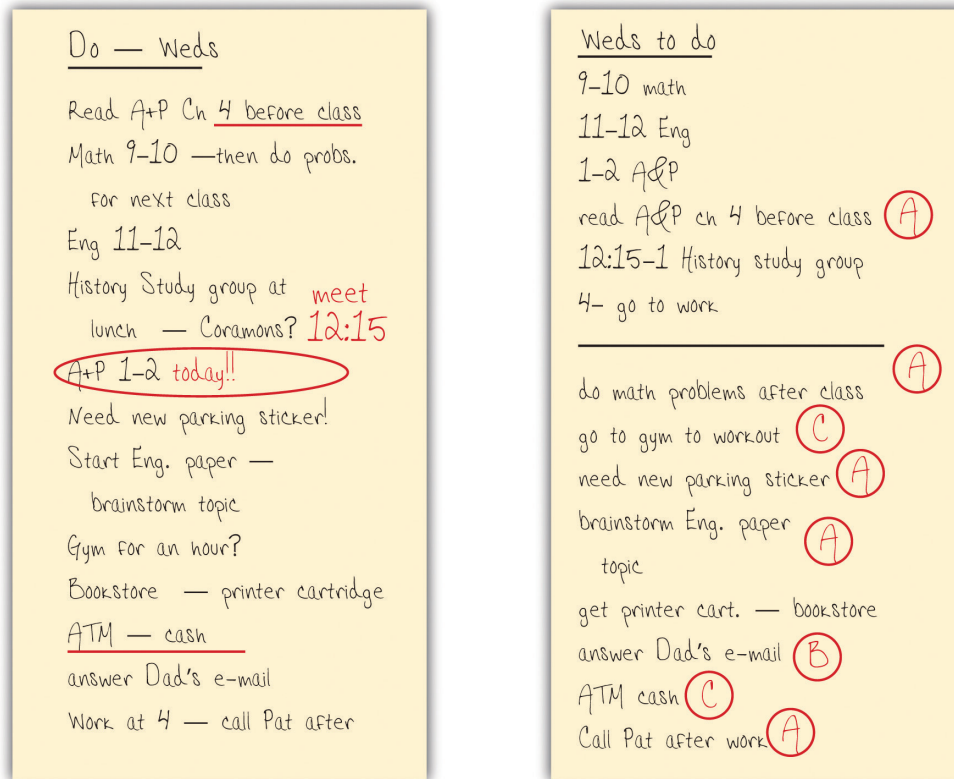 Do — Weds
Read A+P Ch 4 before class
Math 9-10 —then do probs.
for next class
Eng 11-12
History Study group at meet
lunch — Coramons? 12:15
A+P 1-2 today!!
Need new parking sticker!
Start Eng. paper —
brainstorm topic
Gym for an hour?
Bookstore — printer cartridge
ATM — cash
answer Dad's e-mail
Work at 4 — call Pat after
Weds to do
9-10 math
11-12 Eng
1-2 A&P
read A&P ch 4 before class A
12:15-1 History study group
4- go to work
do math problems after class A
go to gym to workout C
need new parking sticker A
brainstorm Eng. paper A
topic
get printer cart. — bookstore
answer Dad's e-mail B
ATM cash C
Call Pat after work A